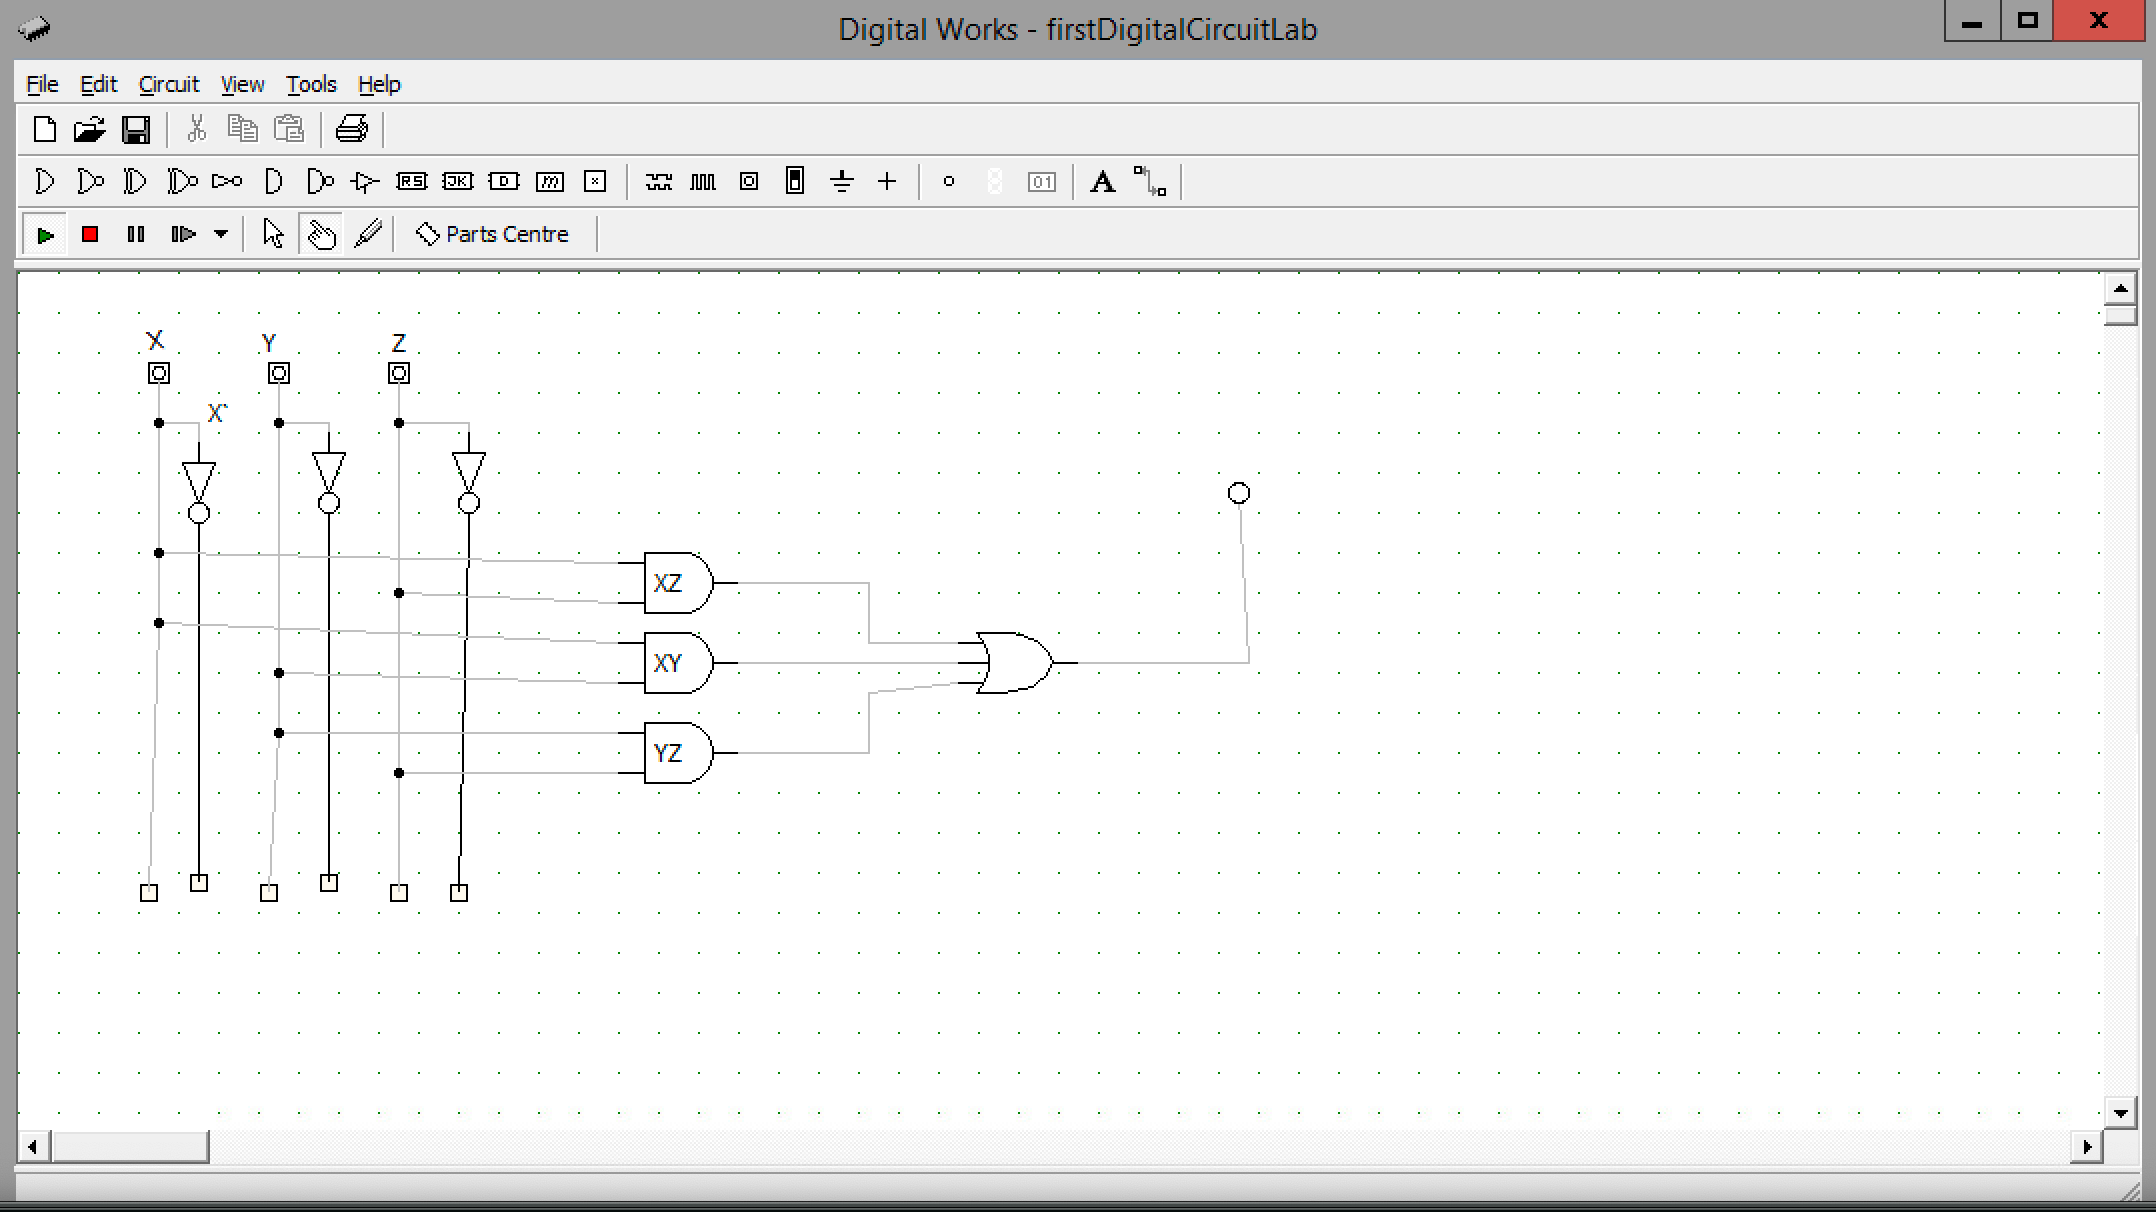 Digital Works - firstDigitalCircuitLab
File Edit Circuit View Tools Help
RS JK D m x 01 A
Parts Centre
X Y Z
X`
XZ
XY
YZ